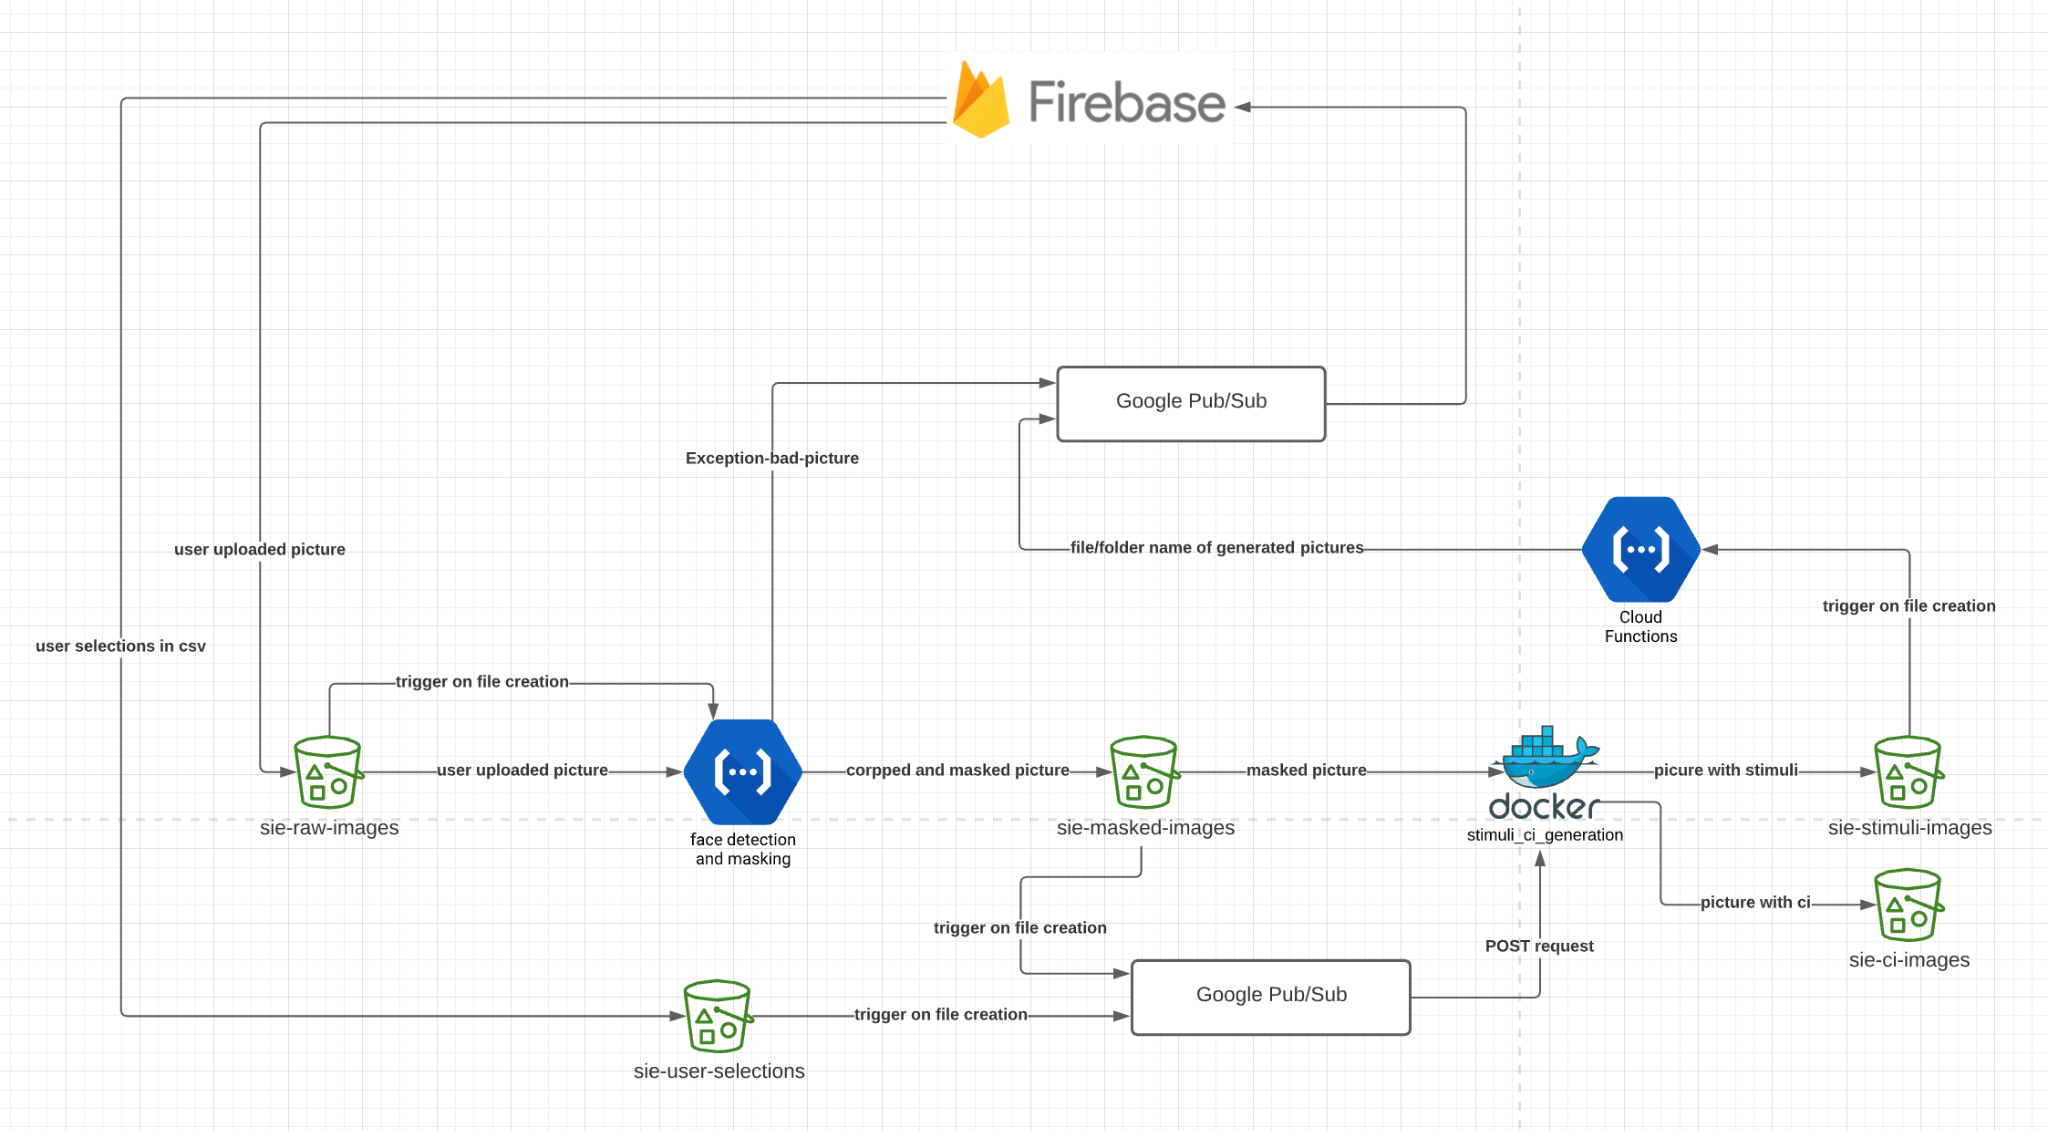 Firebase
Google Pub/Sub
Exception-bad-picture
user uploaded picture
file/folder name of generated pictures
Cloud
Functions
trigger on file creation
user selections in csv
trigger on file creation
user uploaded picture
corpped and masked picture
masked picture
picure with stimuli
docker
sie-raw-images
face detection
and masking
sie-masked-images
stimuli_ci_generation
sie-stimuli-images
picture with ci
trigger on file creation
POST request
sie-ci-images
Google Pub/Sub
trigger on file creation
sie-user-selections